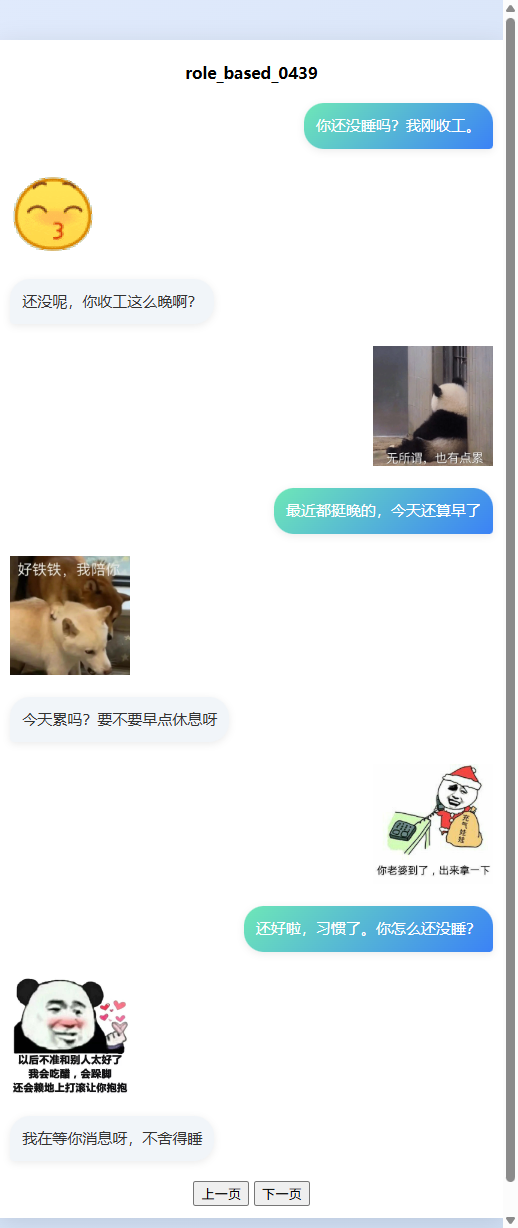 role_based_0439
你还没睡吗？我刚收工。
还没呢，你收工这么晚啊？
无所谓，也有点累
最近都挺晚的，今天还算早了
好铁铁，我陪你
今天累吗？要不要早点休息呀
充气娃娃
你老婆到了，出来拿一下
还好啦，习惯了。你怎么还没睡？
以后不准和别人太好了
我会吃醋，会跺脚
还会赖地上打滚让你抱抱
我在等你消息呀，不舍得睡
上一页 下一页